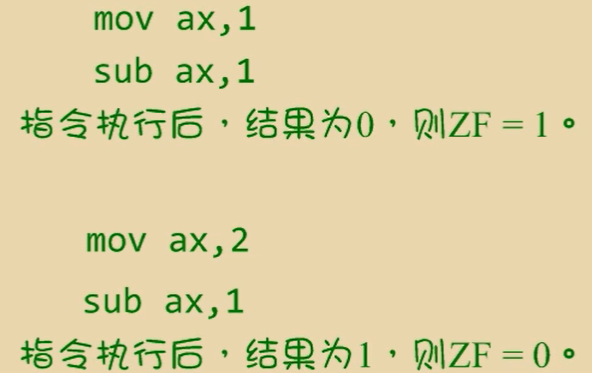 mov ax,1
sub ax,1
指令执行后，结果为0，则ZF = 1。
mov ax,2
sub ax,1
指令执行后，结果为1，则ZF = 0。